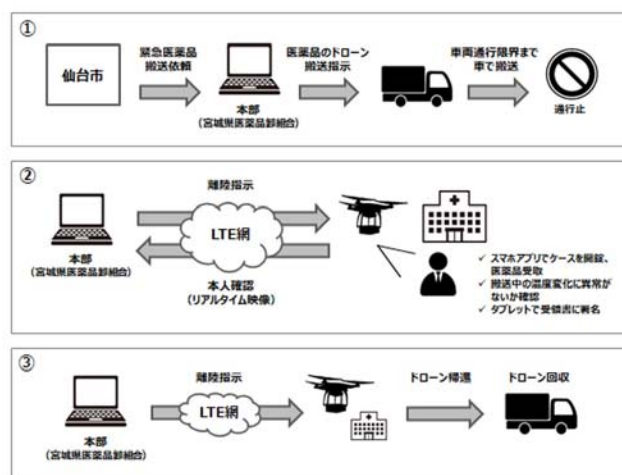 ①
緊急医薬品
搬送依頼
医薬品のドローン
搬送指示
車両通行限界まで
車で搬送
仙台市
本部
(宮城県医薬品卸組合)
通行止
②
離陸指示
LTE網
本部
(宮城県医薬品卸組合)
本人確認
(リアルタイム映像)
✓ スマホアプリでケースを開錠、
医薬品受取
✓ 搬送中の温度変化に異常が
ないか確認
✓ タブレットで受領書に署名
③
離陸指示
ドローン帰還
ドローン回収
LTE網
本部
(宮城県医薬品卸組合)